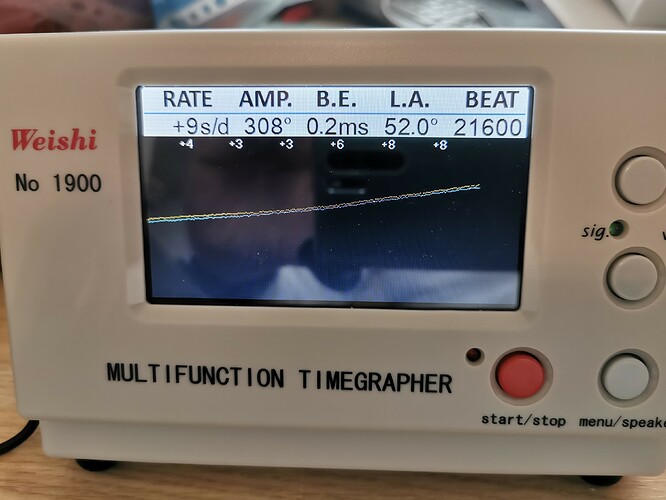 RATE AMP. B.E. L.A. BEAT
+9s/d 308° 0.2ms 52.0° 21600
+4 +3 +3 +6 +8 +8
Weishi
No 1900
sig.
MULTIFUNCTION TIMEGRAPHER
start/stop menu/speake